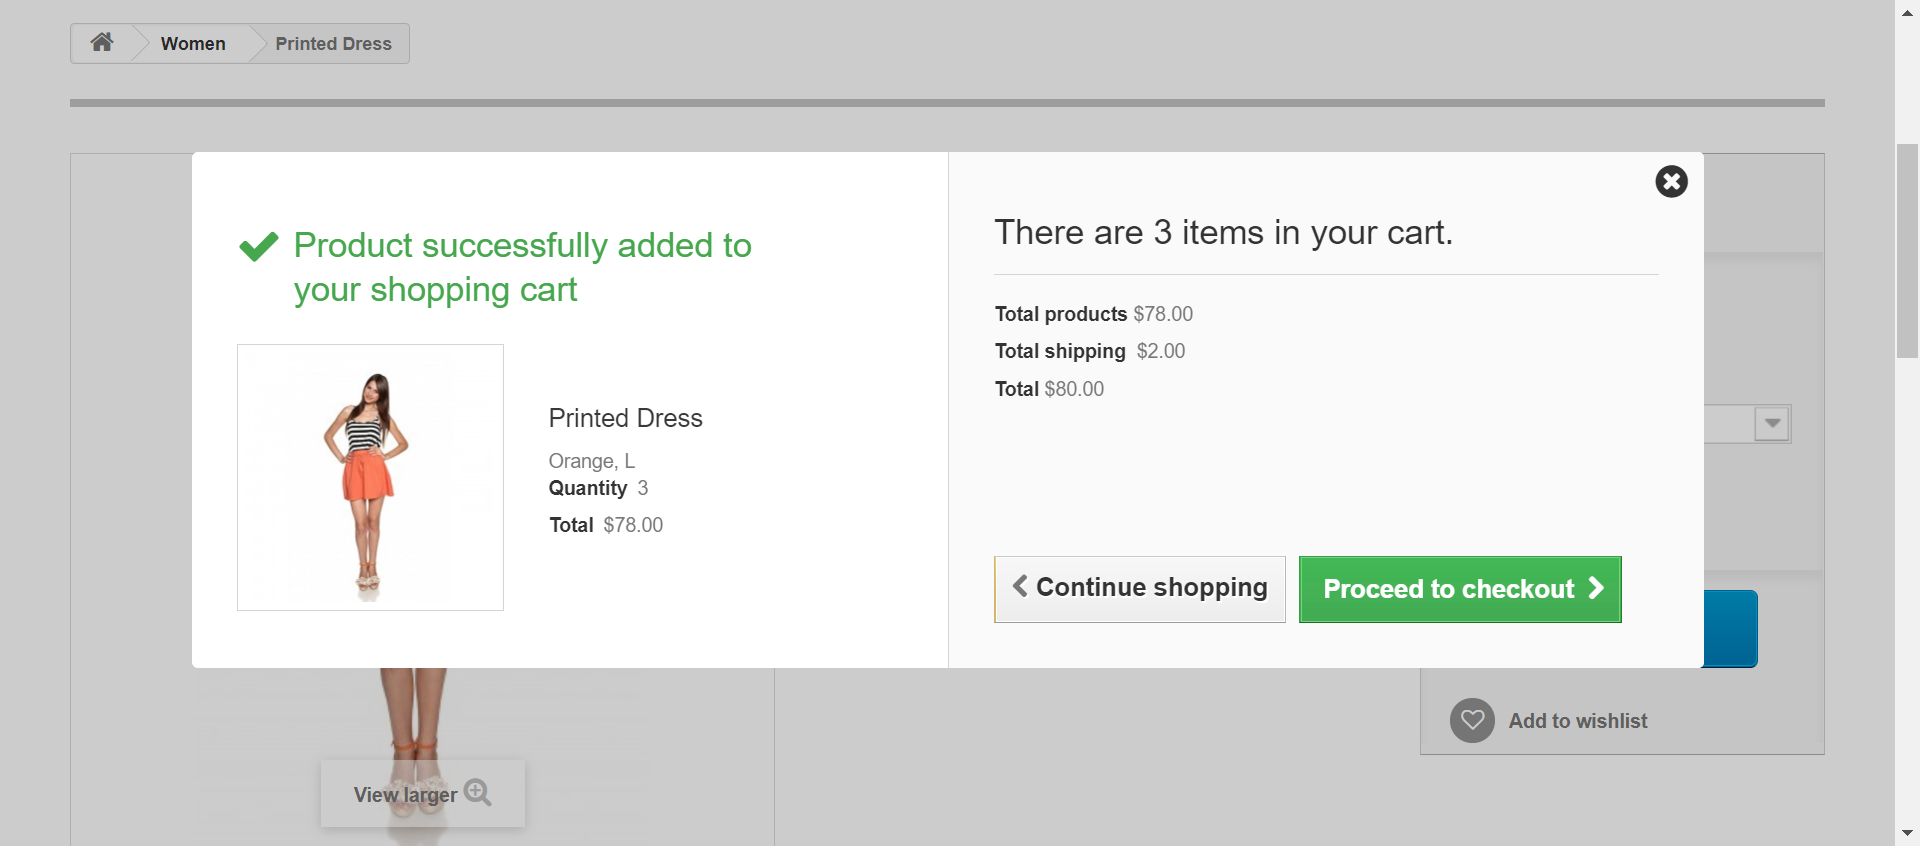 Women
Printed Dress
Product successfully added to
your shopping cart
Printed Dress
Orange, L
Quantity 3
Total $78.00
There are 3 items in your cart.
Total products $78.00
Total shipping $2.00
Total $80.00
Continue shopping
Proceed to checkout
Add to wishlist
View larger